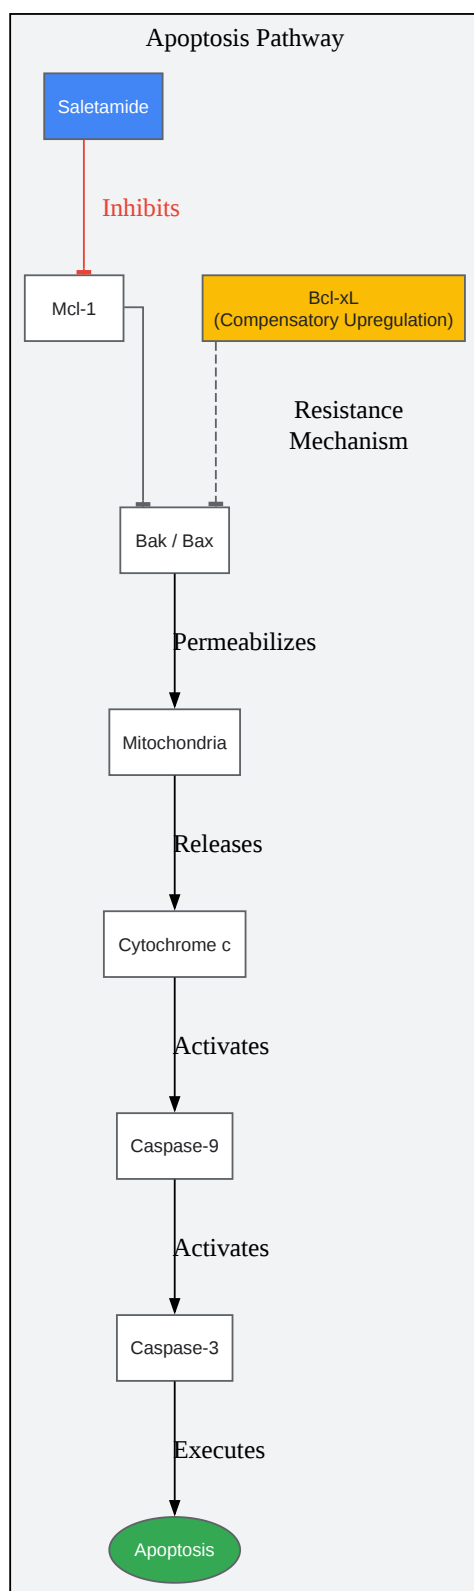 Apoptosis Pathway
Saletamide
Inhibits
Mcl-1
Bcl-xL
(Compensatory Upregulation)
Resistance
Mechanism
Bak / Bax
Permeabilizes
Mitochondria
Releases
Cytochrome c
Activates
Caspase-9
Activates
Caspase-3
Executes
Apoptosis